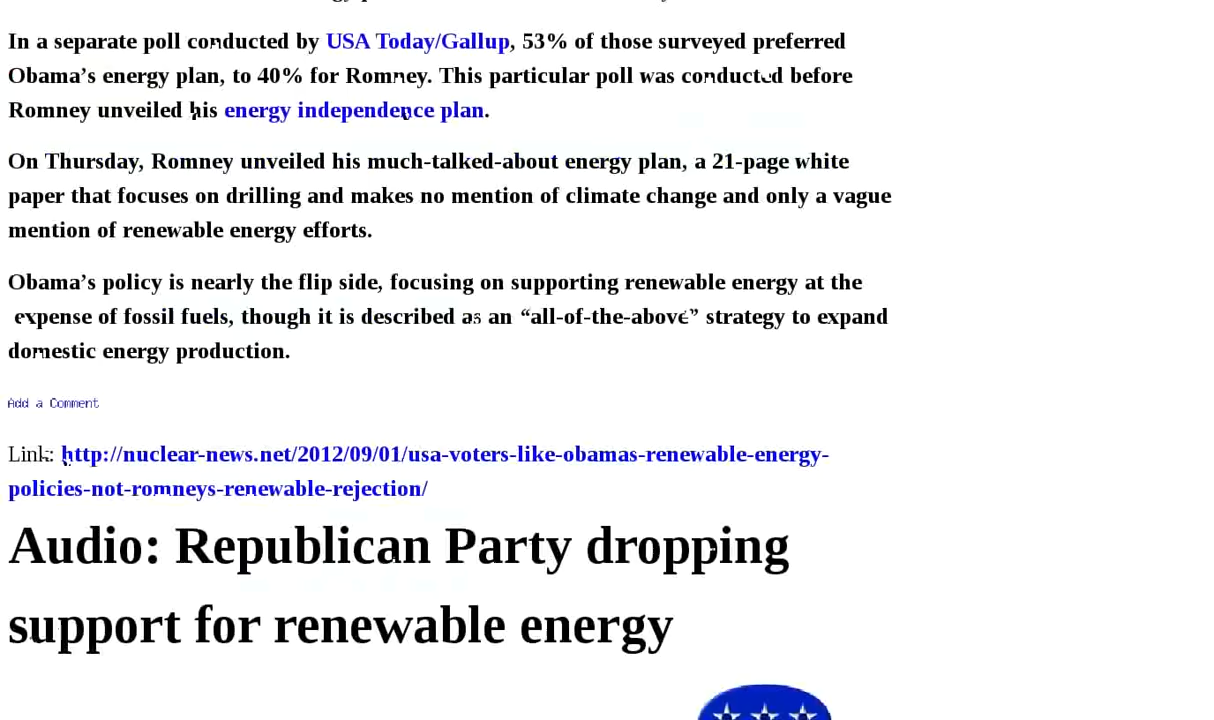 In a separate poll conducted by USA Today/Gallup, 53% of those surveyed preferred
Obama’s energy plan, to 40% for Romney. This particular poll was conducted before
Romney unveiled his energy independence plan.
On Thursday, Romney unveiled his much-talked-about energy plan, a 21-page white
paper that focuses on drilling and makes no mention of climate change and only a vague
mention of renewable energy efforts.
Obama’s policy is nearly the flip side, focusing on supporting renewable energy at the
expense of fossil fuels, though it is described as an “all-of-the-above” strategy to expand
domestic energy production.
Add a Comment
Link: http://nuclear-news.net/2012/09/01/usa-voters-like-obamas-renewable-energy-
policies-not-romneys-renewable-rejection/
Audio: Republican Party dropping
support for renewable energy